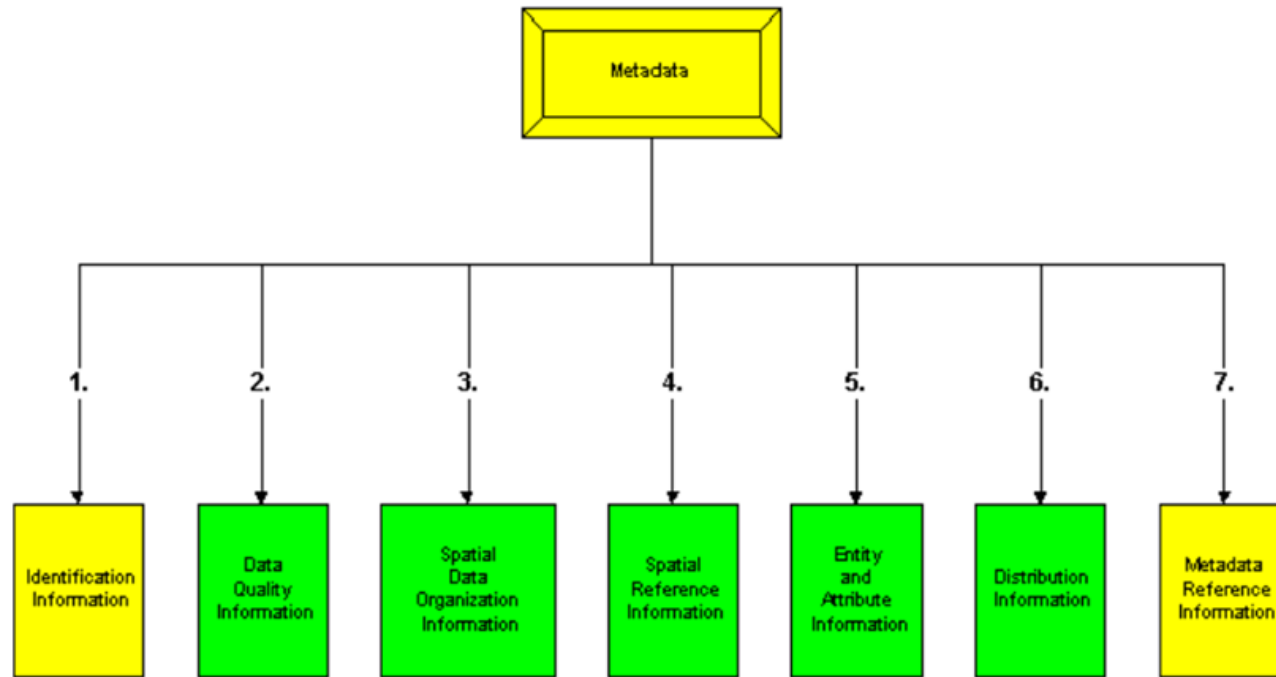 Metadata
1.
2.
3.
4.
5.
6.
7.
Identification
Information
Data
Quality
Information
Spatial
Data
Organization
Information
Spatial
Reference
Information
Entity
and
Attribute
Information
Distribution
Information
Metadata
Reference
Information